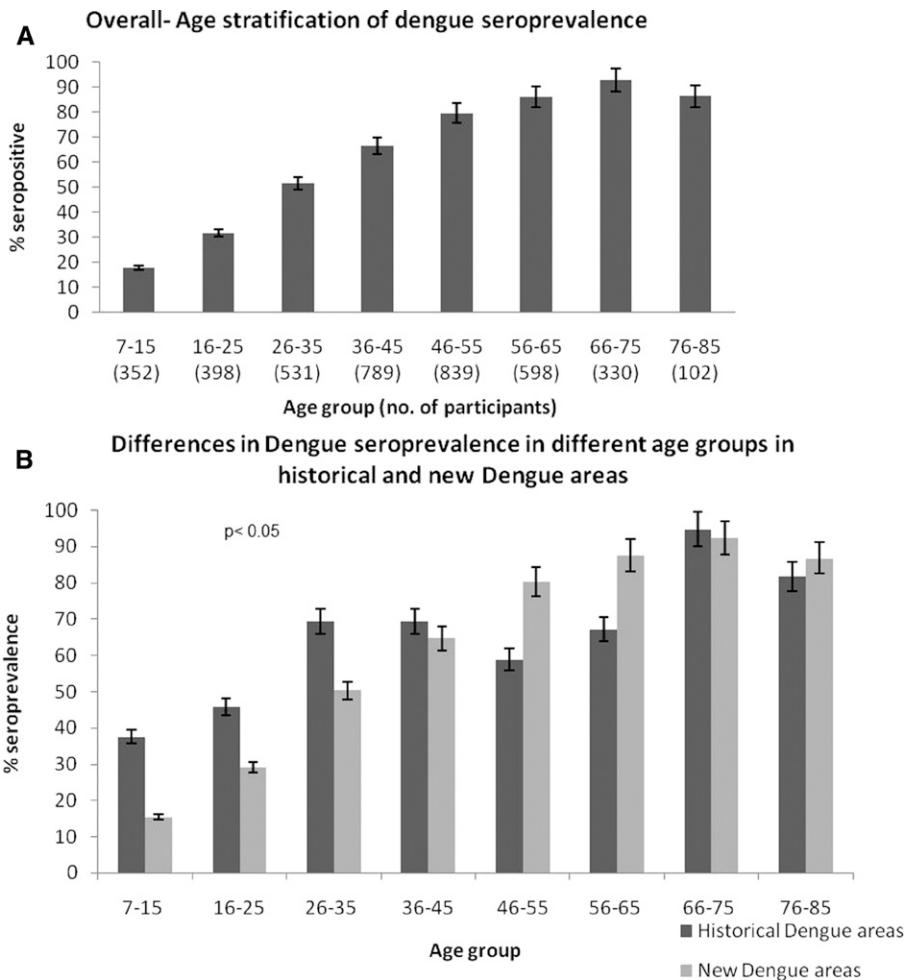 A
Overall- Age stratification of dengue seroprevalence
100
90
80
70
60
50
40
30
20
10
0
% seropositive
7-15 16-25 26-35 36-45 46-55 56-65 66-75 76-85
(352) (398) (531) (789) (839) (598) (330) (102)
Age group (no. of participants)
B
Differences in Dengue seroprevalence in different age groups in
historical and new Dengue areas
p< 0.05
100
90
80
70
60
50
40
30
20
10
0
% seroprevalence
7-15 16-25 26-35 36-45 46-55 56-65 66-75 76-85
Age group
Historical Dengue areas
New Dengue areas